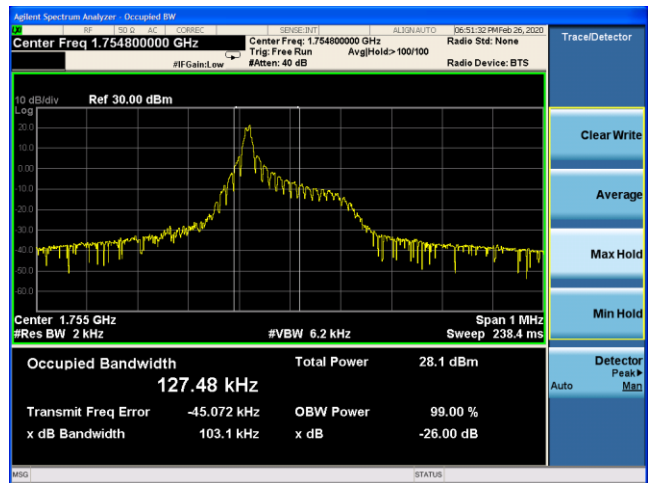 Agilent Spectrum Analyzer - Occupied BW
LXI RF 50 Ω AC CORREC SENSE:INT ALIGNAUTO 06:51:32 PM Feb 26, 2020
Center Freq 1.754800000 GHz
Center Freq: 1.754800000 GHz
Radio Std: None
Trig: Free Run
Avg|Hold:>100/100
#IFGain:Low
#Atten: 40 dB
Radio Device: BTS
Trace/Detector
10 dB/div Ref 30.00 dBm
Log
20.0
10.0
0.00
-10.0
-20.0
-30.0
-40.0
-50.0
-60.0
Clear Write
Average
Max Hold
Min Hold
Center 1.755 GHz
Span 1 MHz
#Res BW 2 kHz
#VBW 6.2 kHz
Sweep 238.4 ms
Detector
Peak▶
Auto Man
Occupied Bandwidth
Total Power 28.1 dBm
127.48 kHz
Transmit Freq Error -45.072 kHz
OBW Power 99.00 %
x dB Bandwidth 103.1 kHz
x dB -26.00 dB
MSG
STATUS